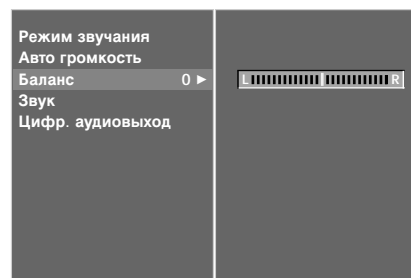 Режим звучания
Авто громкость
Баланс 0 ►
L R
Звук
Цифр. аудиовыход